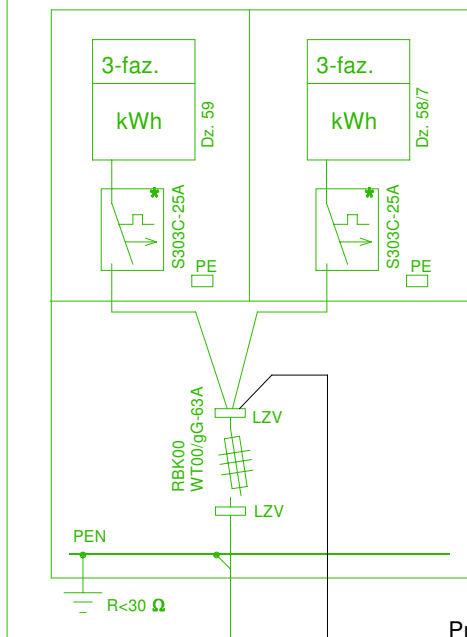 3-faz.
kWh
Dz. 59
*
S303C-25A
PE
3-faz.
kWh
Dz. 58/7
*
S303C-25A
PE
LZV
RBK00
WT00/gG-63A
LZV
PEN
R<30 Ω